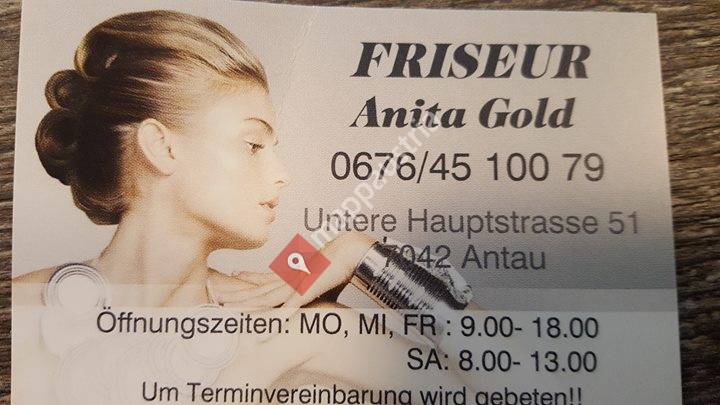 FRISEUR
Anita Gold
0676/45 100 79
Untere Hauptstrasse 51
7042 Antau
Öffnungszeiten: MO, MI, FR : 9.00- 18.00
SA: 8.00- 13.00
Um Terminvereinbarung wird gebeten!!